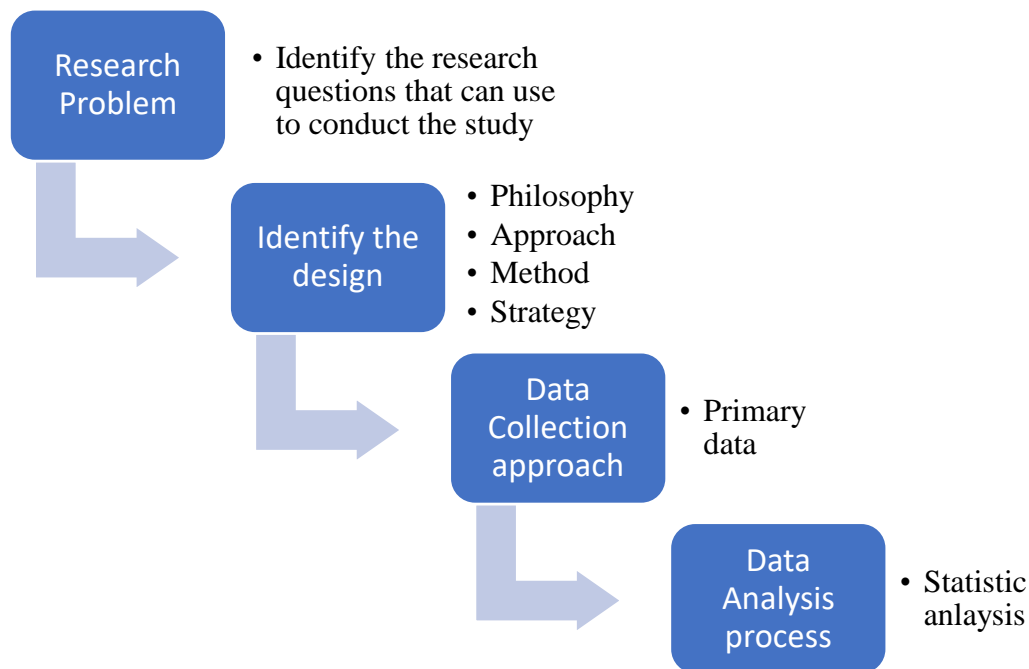 Research
Problem
• Identify the research
questions that can use
to conduct the study
Identify the
design
• Philosophy
• Approach
• Method
• Strategy
Data
Collection
approach
• Primary
data
Data
Analysis
process
• Statistic
anlaysis